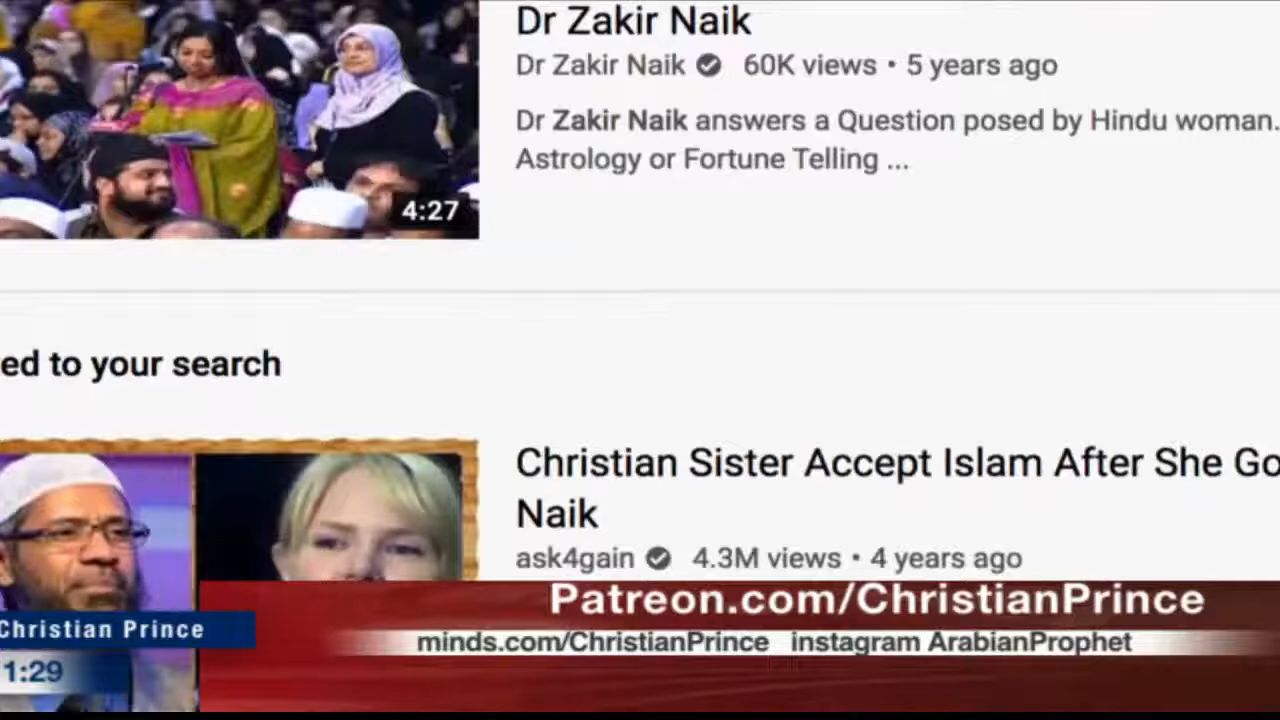 Dr Zakir Naik
Dr Zakir Naik 60K views • 5 years ago
Dr Zakir Naik answers a Question posed by Hindu woman.
Astrology or Fortune Telling ...
4:27
ed to your search
Christian Sister Accept Islam After She Go
Naik
ask4gain 4.3M views • 4 years ago
Patreon.com/ChristianPrince
Christian Prince
minds.com/ChristianPrince instagram ArabianProphet
1:29